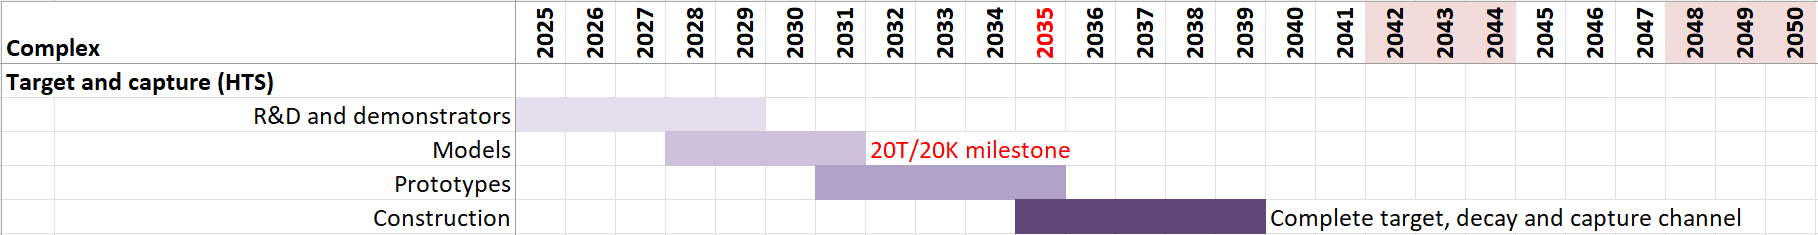 Complex 2025 2026 2027 2028 2029 2030 2031 2032 2033 2034 2035 2036 2037 2038 2039 2040 2041 2042 2043 2044 2045 2046 2047 2048 2049 2050
Target and capture (HTS)
R&D and demonstrators
Models 20T/20K milestone
Prototypes
Construction Complete target, decay and capture channel